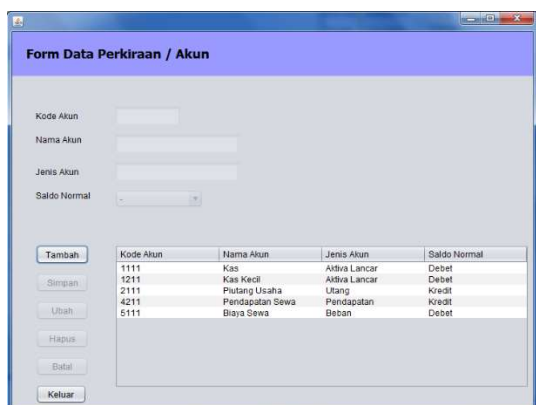 Form Data Perkiraan / Akun
Kode Akun
Nama Akun
Jenis Akun
Saldo Normal
-
Tambah
Simpan
Ubah
Hapus
Batal
Keluar
Kode Akun Nama Akun Jenis Akun Saldo Normal
1111 Kas Aktiva Lancar Debet
1211 Kas Kecil Aktiva Lancar Debet
2111 Piutang Usaha Utang Kredit
4211 Pendapatan Sewa Pendapatan Kredit
5111 Biaya Sewa Beban Debet